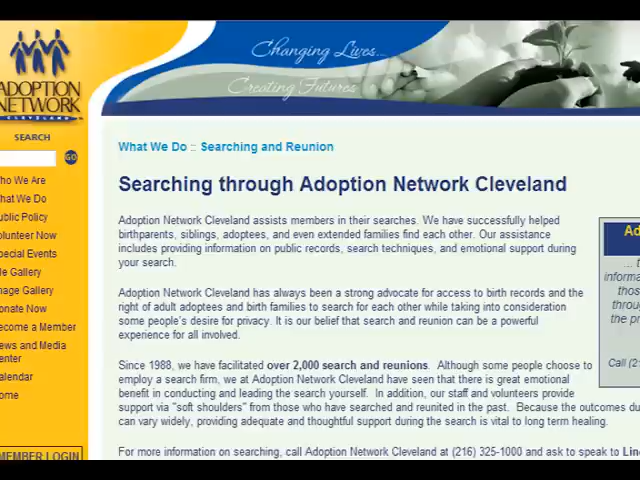 Changing Lives...
Creating Futures
ADOPTION
NETWORK
CLEVELAND
SEARCH
GO
ho We Are
hat We Do
ublic Policy
olunteer Now
pecial Events
le Gallery
mage Gallery
onate Now
ecome a Member
ews and Media
enter
alendar
ome
MEMBER LOGIN
What We Do :: Searching and Reunion
Searching through Adoption Network Cleveland
Adoption Network Cleveland assists members in their searches. We have successfully helped
birthparents, siblings, adoptees, and even extended families find each other. Our assistance
includes providing information on public records, search techniques, and emotional support during
your search.
Adoption Network Cleveland has always been a strong advocate for access to birth records and the
right of adult adoptees and birth families to search for each other while taking into consideration
some people's desire for privacy. It is our belief that search and reunion can be a powerful
experience for all involved.
Since 1988, we have facilitated over 2,000 search and reunions. Although some people choose to
employ a search firm, we at Adoption Network Cleveland have seen that there is great emotional
benefit in conducting and leading the search yourself. In addition, our staff and volunteers provide
support via "soft shoulders" from those who have searched and reunited in the past. Because the outcomes du
can vary widely, providing adequate and thoughtful support during the search is vital to long term healing.
For more information on searching, call Adoption Network Cleveland at (216) 325-1000 and ask to speak to Lin
Ad
... t
informa
thos
throu
the pr
Call (2